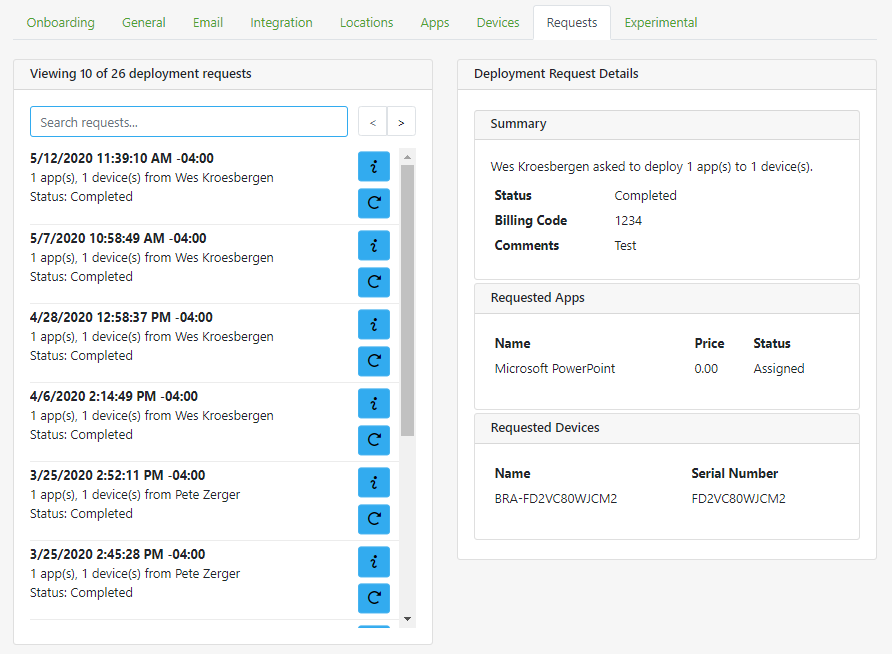 Onboarding General Email Integration Locations Apps Devices Requests Experimental
Viewing 10 of 26 deployment requests
Search requests...
< >
5/12/2020 11:39:10 AM -04:00
1 app(s), 1 device(s) from Wes Kroesbergen
Status: Completed
5/7/2020 10:58:49 AM -04:00
1 app(s), 1 device(s) from Wes Kroesbergen
Status: Completed
4/28/2020 12:58:37 PM -04:00
1 app(s), 1 device(s) from Wes Kroesbergen
Status: Completed
4/6/2020 2:14:49 PM -04:00
1 app(s), 1 device(s) from Wes Kroesbergen
Status: Completed
3/25/2020 2:52:11 PM -04:00
1 app(s), 1 device(s) from Pete Zerger
Status: Completed
3/25/2020 2:45:28 PM -04:00
1 app(s), 1 device(s) from Pete Zerger
Status: Completed
Deployment Request Details
Summary
Wes Kroesbergen asked to deploy 1 app(s) to 1 device(s).
Status Completed
Billing Code 1234
Comments Test
Requested Apps
Name Price Status
Microsoft PowerPoint 0.00 Assigned
Requested Devices
Name Serial Number
BRA-FD2VC80WJCM2 FD2VC80WJCM2